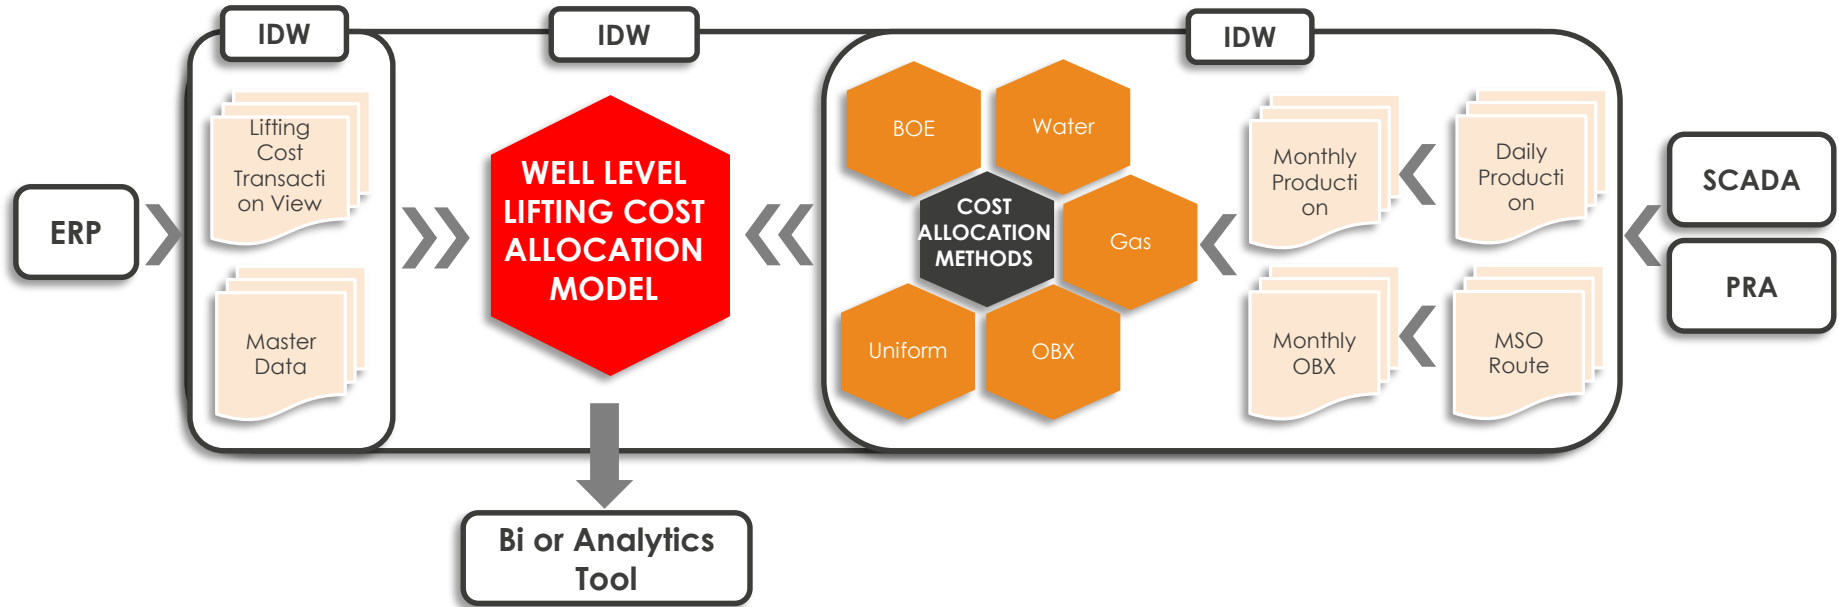 IDW
IDW
IDW
ERP
Lifting
Cost
Transacti
on View
Master
Data
WELL LEVEL
LIFTING COST
ALLOCATION
MODEL
BOE
Water
COST
ALLOCATION
METHODS
Gas
Uniform
OBX
Monthly
Producti
on
Daily
Producti
on
Monthly
OBX
MSO
Route
SCADA
PRA
Bi or Analytics
Tool